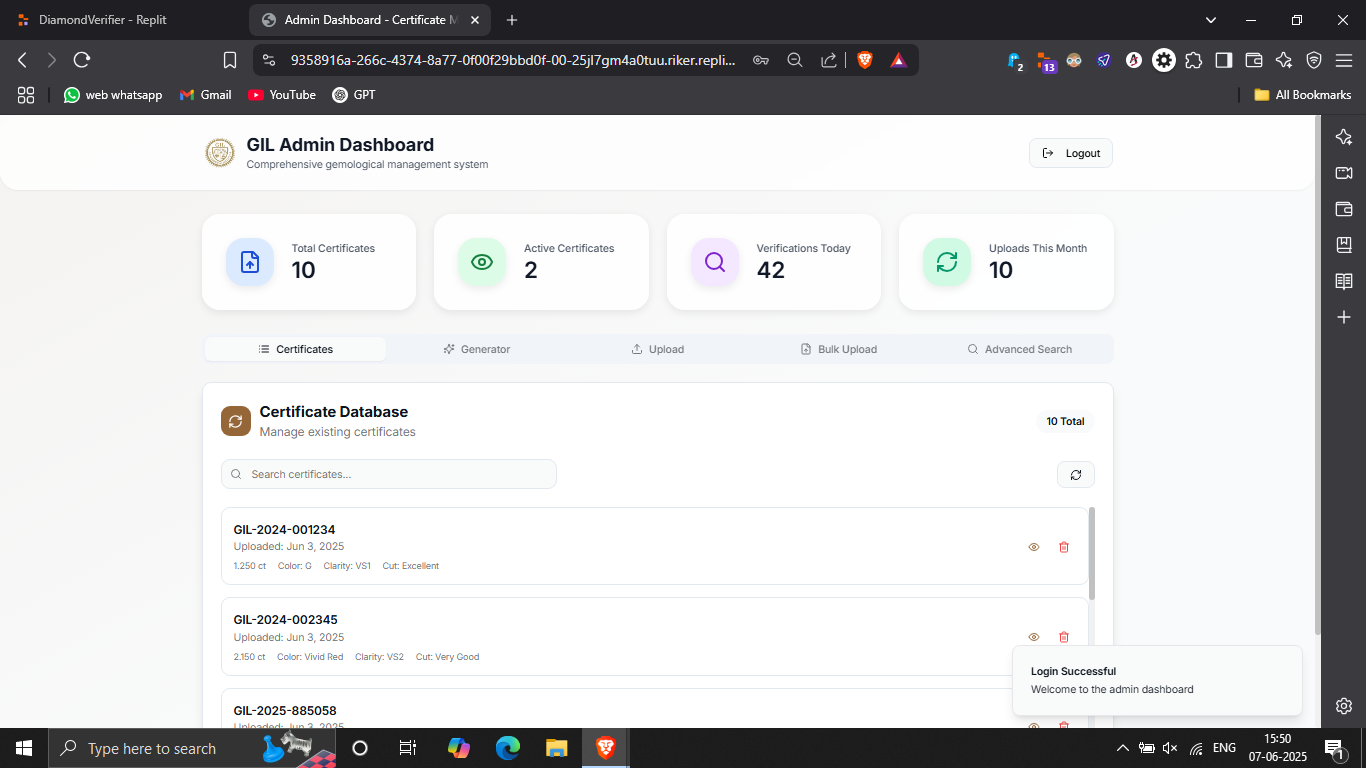 DiamondVerifier - Replit
Admin Dashboard - Certificate M
9358916a-266c-4374-8a77-0f00f29bbd0f-00-25jl7gm4a0tuu.riker.repli...
2
13
web whatsapp
Gmail
YouTube
GPT
All Bookmarks
GIL Admin Dashboard
Comprehensive gemological management system
Logout
Total Certificates
10
Active Certificates
2
Verifications Today
42
Uploads This Month
10
Certificates
Generator
Upload
Bulk Upload
Advanced Search
Certificate Database
Manage existing certificates
10 Total
Search certificates...
GIL-2024-001234
Uploaded: Jun 3, 2025
1.250 ct Color: G Clarity: VS1 Cut: Excellent
GIL-2024-002345
Uploaded: Jun 3, 2025
2.150 ct Color: Vivid Red Clarity: VS2 Cut: Very Good
GIL-2025-885058
Uploaded: Jun 3, 2025
Login Successful
Welcome to the admin dashboard
Type here to search
ENG
15:50
07-06-2025
1